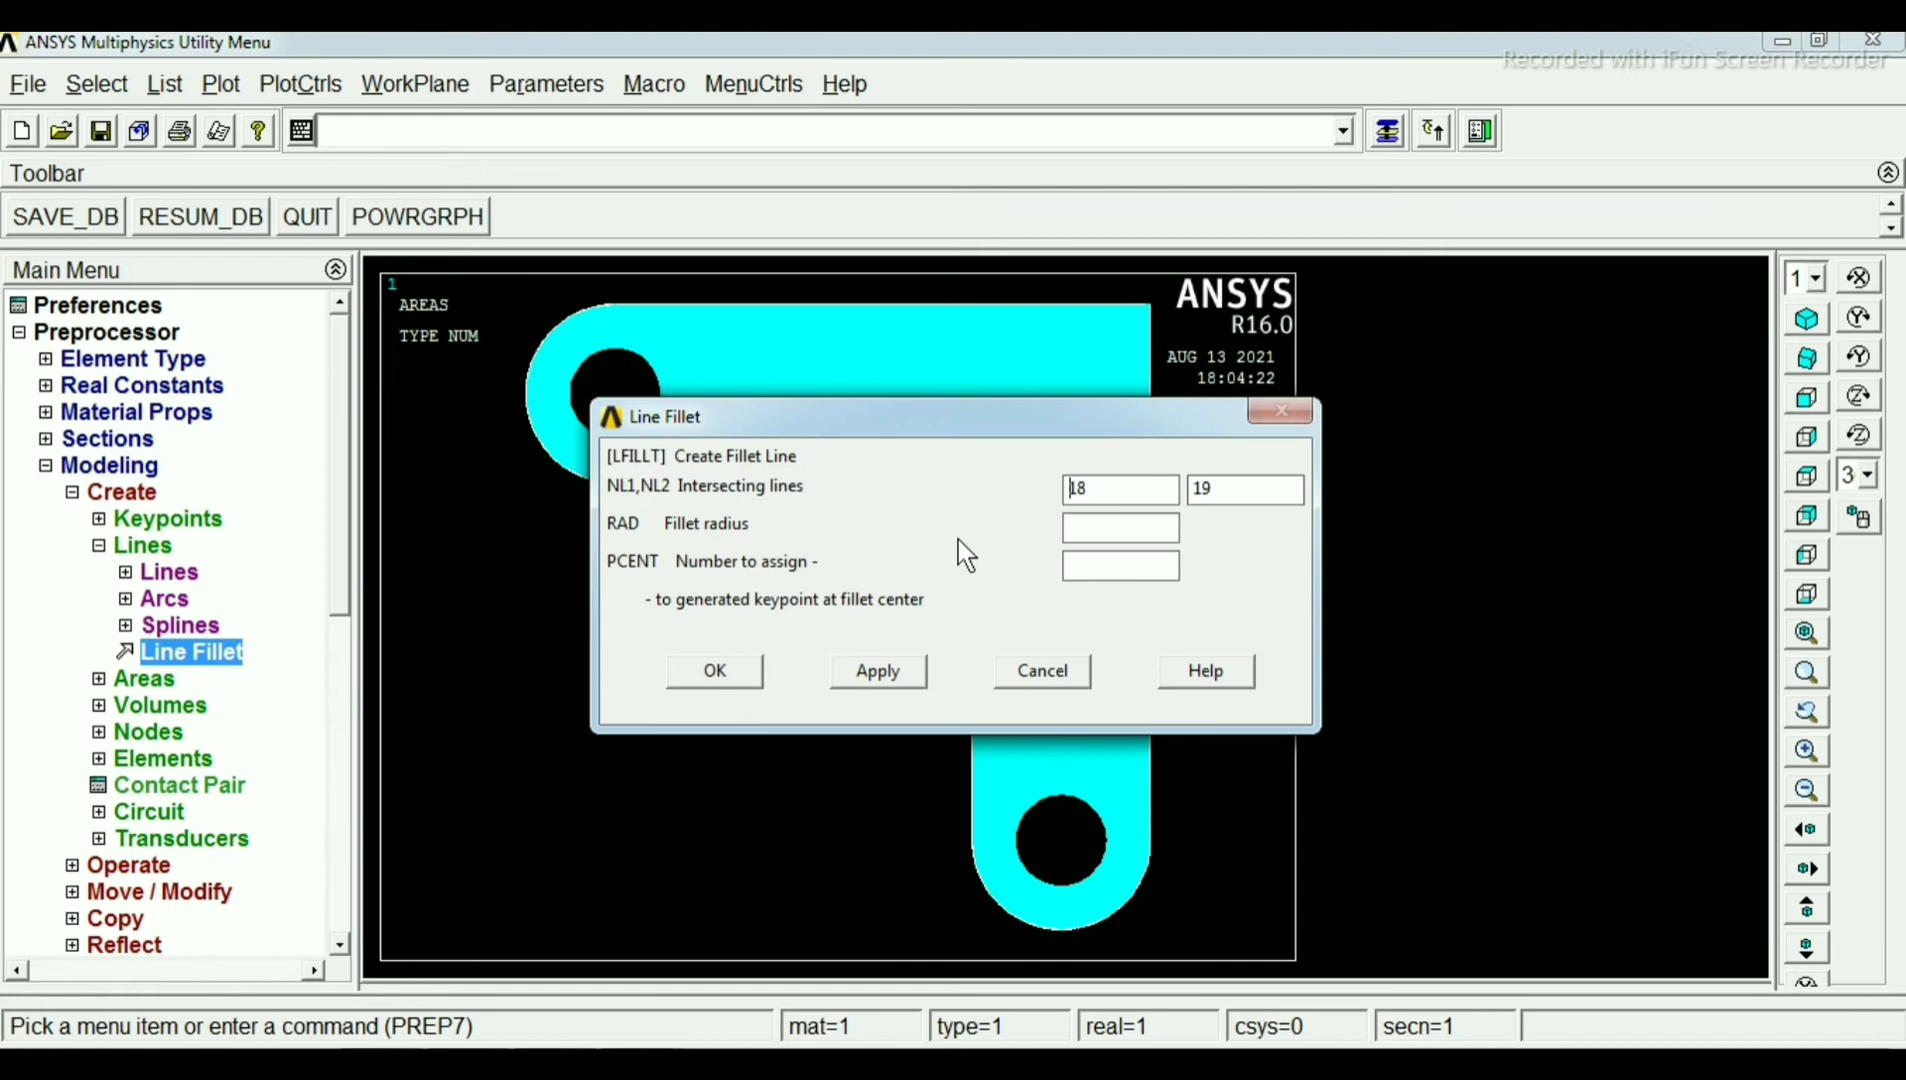 ANSYS Multiphysics Utility Menu
Recorded with iFun Screen Recorder
File Select List Plot PlotCtrls WorkPlane Parameters Macro MenuCtrls Help
Toolbar
SAVE_DB RESUM_DB QUIT POWRGRPH
Main Menu
Preferences
Preprocessor
Element Type
Real Constants
Material Props
Sections
Modeling
Create
Keypoints
Lines
Lines
Arcs
Splines
Line Fillet
Areas
Volumes
Nodes
Elements
Contact Pair
Circuit
Transducers
Operate
Move / Modify
Copy
Reflect
1
AREAS
TYPE NUM
ANSYS
R16.0
AUG 13 2021
18:04:22
Line Fillet
[LFILLT] Create Fillet Line
NL1,NL2 Intersecting lines 18 19
RAD Fillet radius
PCENT Number to assign -
- to generated keypoint at fillet center
OK Apply Cancel Help
1
3
Pick a menu item or enter a command (PREP7) mat=1 type=1 real=1 csys=0 secn=1